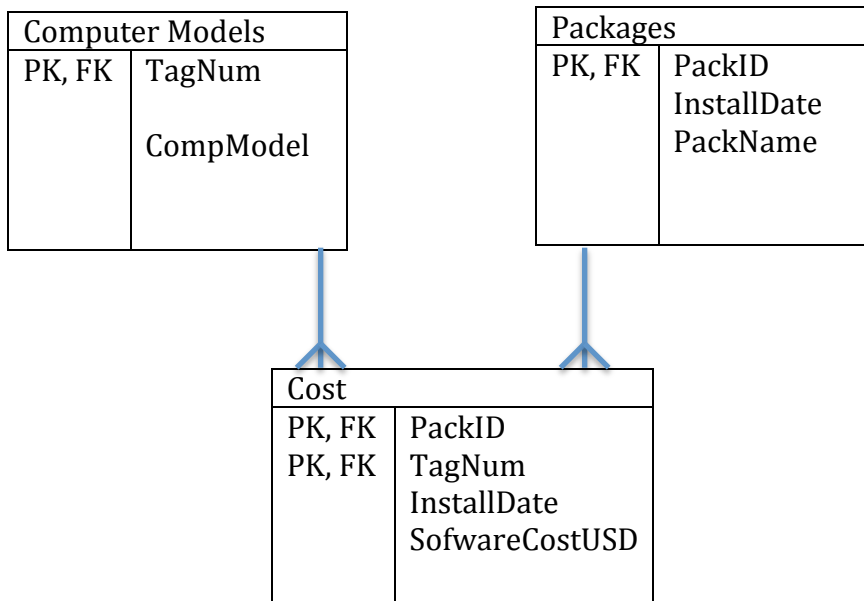 Computer Models
PK, FK TagNum
CompModel
Packages
PK, FK PackID
InstallDate
PackName
Cost
PK, FK PackID
PK, FK TagNum
InstallDate
SofwareCostUSD